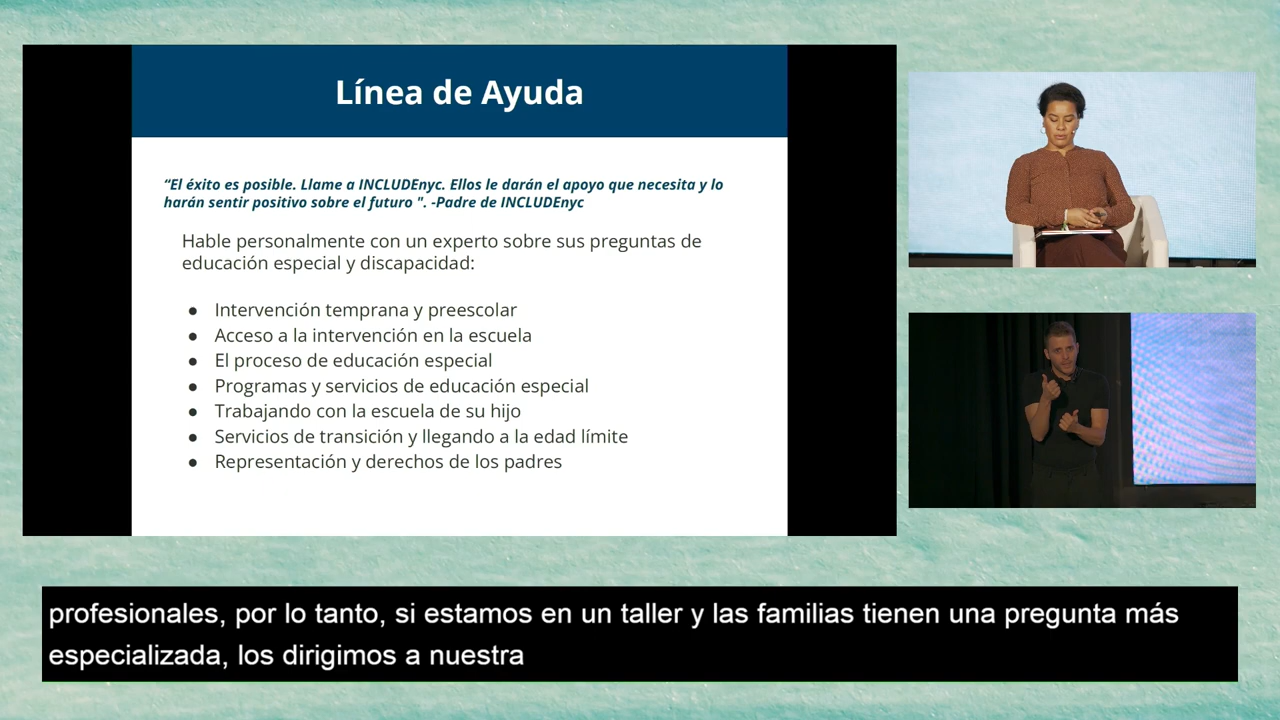 Línea de Ayuda
“El éxito es posible. Llame a INCLUDEnyc. Ellos le darán el apoyo que necesita y lo
harán sentir positivo sobre el futuro ". -Padre de INCLUDEnyc
Hable personalmente con un experto sobre sus preguntas de
educación especial y discapacidad:
● Intervención temprana y preescolar
● Acceso a la intervención en la escuela
● El proceso de educación especial
● Programas y servicios de educación especial
● Trabajando con la escuela de su hijo
● Servicios de transición y llegando a la edad límite
● Representación y derechos de los padres
profesionales, por lo tanto, si estamos en un taller y las familias tienen una pregunta más
especializada, los dirigimos a nuestra